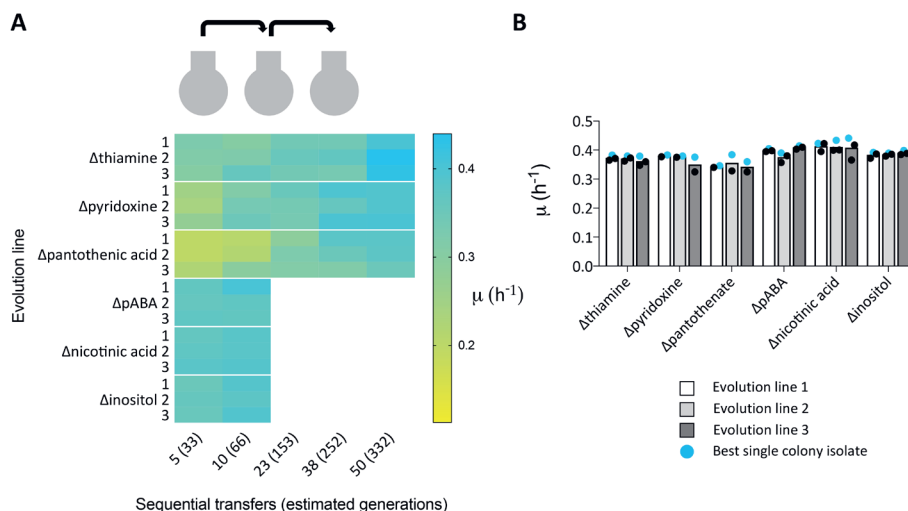 A
Evolution line
Δthiamine
1
2
3
Δpyridoxine
1
2
3
Δpantothenic acid
1
2
3
ΔpABA
1
2
3
Δnicotinic acid
1
2
3
Δinositol
1
2
3
5 (33)
10 (66)
23 (153)
38 (252)
50 (332)
Sequential transfers (estimated generations)
0.4
0.3
0.2
μ (h⁻¹)
B
μ (h⁻¹)
0.5
0.4
0.3
0.2
0.1
0.0
Δthiamine
Δpyridoxine
Δpantothenate
ΔpABA
Δnicotinic acid
Δinositol
Evolution line 1
Evolution line 2
Evolution line 3
Best single colony isolate